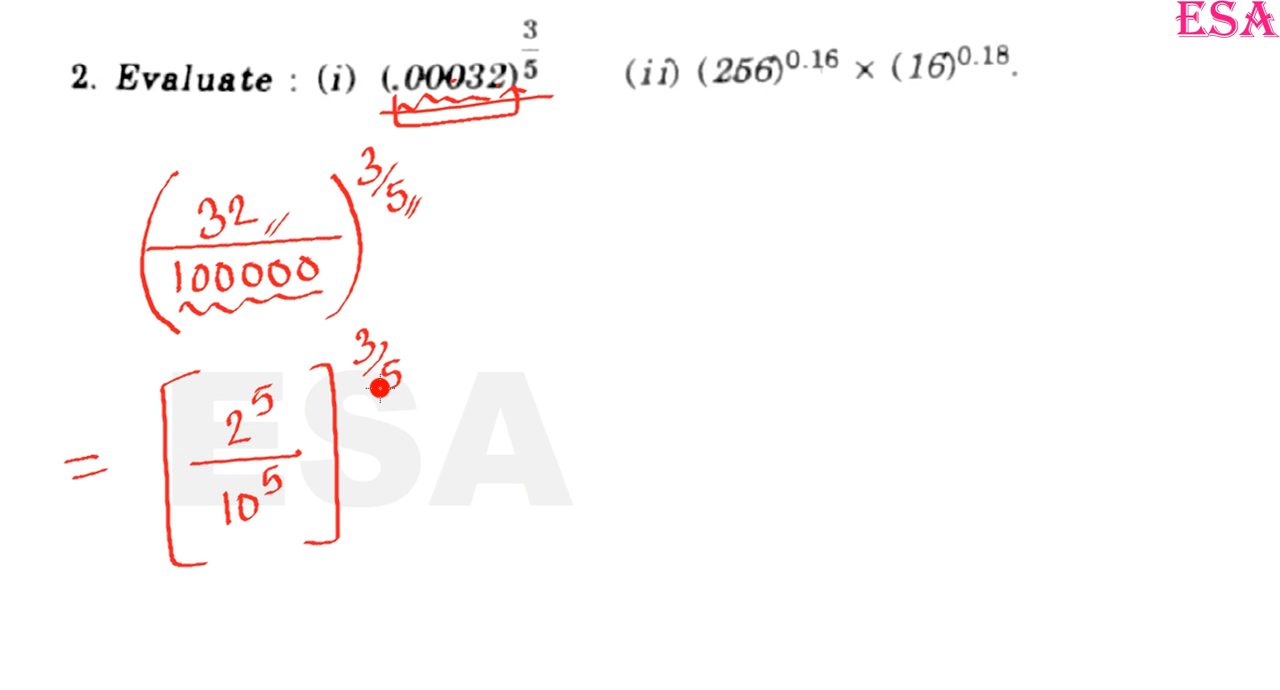 ESA
2. Evaluate : (i) (.00032)^{3/5} (ii) (256)^{0.16} × (16)^{0.18}.
(32/100000)^{3/5}
= [2^5/10^5]^{3/5}
ESA